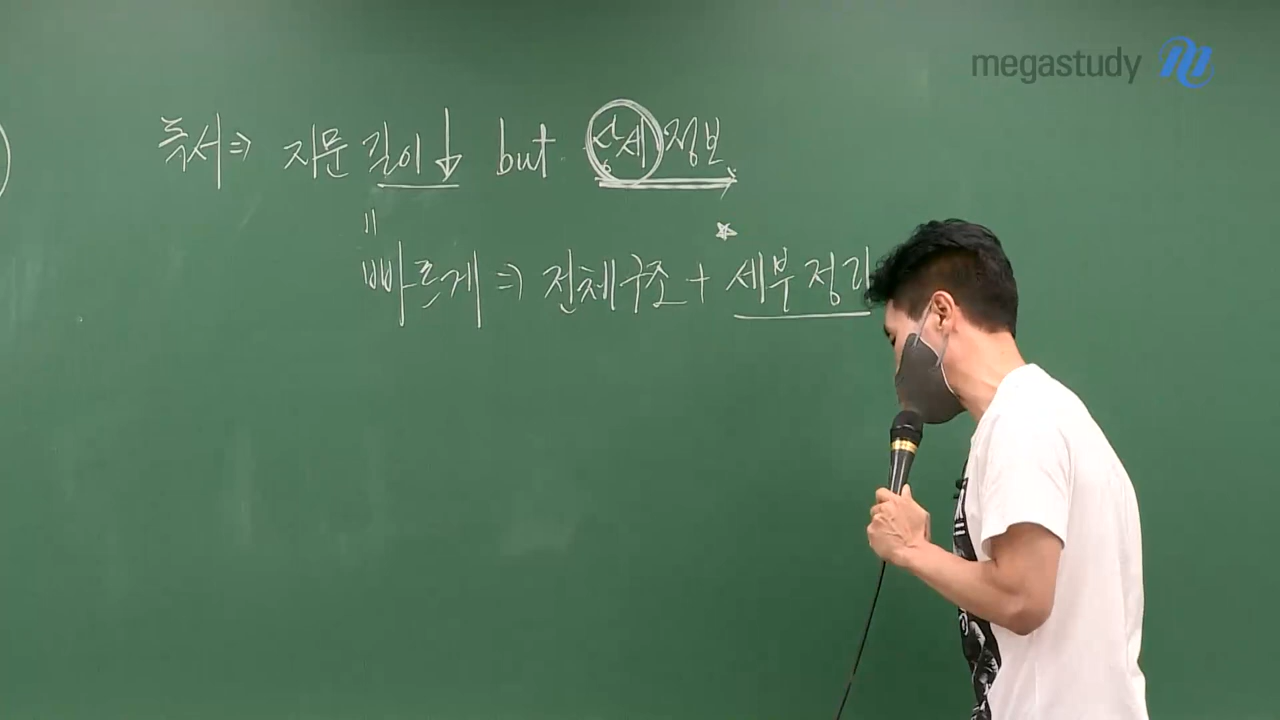 megastudy
독서 ⇒ 지문 길이 ↓ but 상세 정보
빠르게 ⇒ 전체구조 + 세부정리